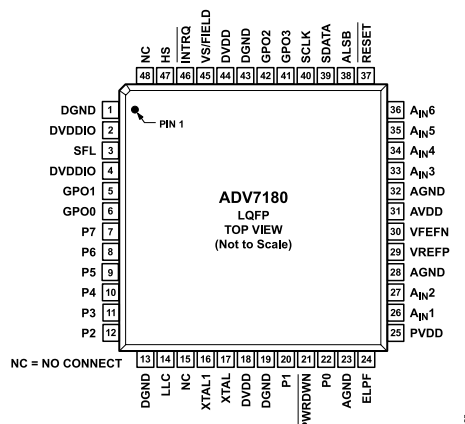 NC
HS
INTRQ
VS/FIELD
DVDD
DGND
GPO2
GPO3
SCLK
SDATA
ALSB
RESET
48 47 46 45 44 43 42 41 40 39 38 37
DGND 1
DVDDIO 2
SFL 3
DVDDIO 4
GPO1 5
GPO0 6
P7 7
P6 8
P5 9
P4 10
P3 11
P2 12
PIN 1
ADV7180
LQFP
TOP VIEW
(Not to Scale)
36 AIN6
35 AIN5
34 AIN4
33 AIN3
32 AGND
31 AVDD
30 VFEFN
29 VREFP
28 AGND
27 AIN2
26 AIN1
25 PVDD
NC = NO CONNECT
13 14 15 16 17 18 19 20 21 22 23 24
DGND
LLC
NC
XTAL1
XTAL
DVDD
DGND
P1
PWRDWN
P0
AGND
ELPF